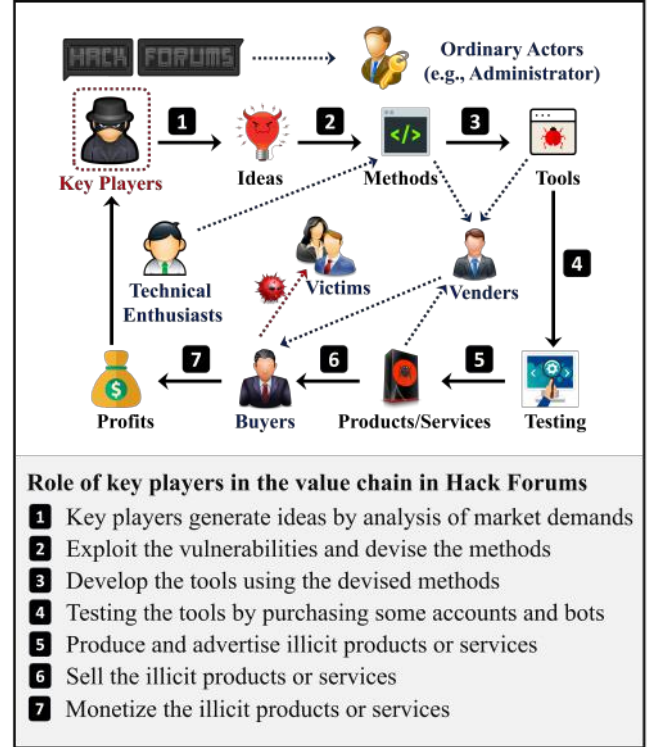 HACK FORUMS
Ordinary Actors
(e.g., Administrator)
1
2
</>
3
Key Players
Ideas
Methods
Tools
4
Technical
Enthusiasts
Victims
Venders
7
6
5
$
Profits
Buyers
Products/Services
Testing
Role of key players in the value chain in Hack Forums
1 Key players generate ideas by analysis of market demands
2 Exploit the vulnerabilities and devise the methods
3 Develop the tools using the devised methods
4 Testing the tools by purchasing some accounts and bots
5 Produce and advertise illicit products or services
6 Sell the illicit products or services
7 Monetize the illicit products or services